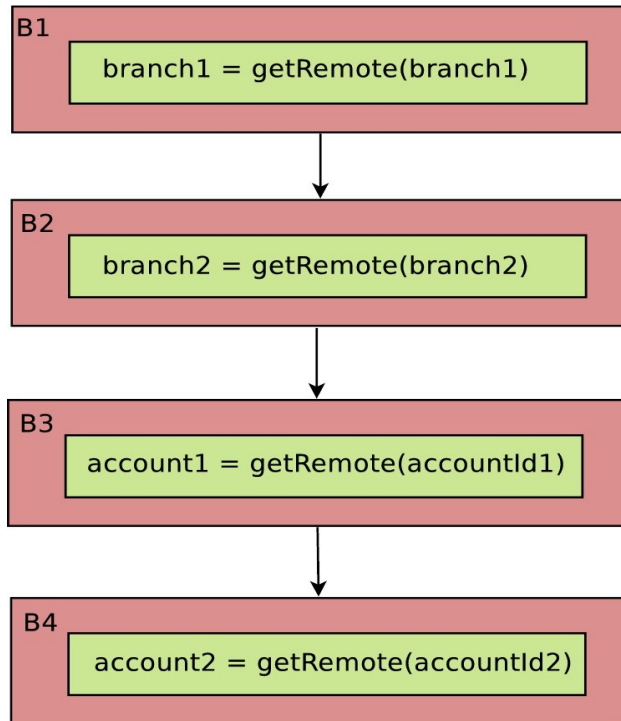 B1
branch1 = getRemote(branch1)
B2
branch2 = getRemote(branch2)
B3
account1 = getRemote(accountId1)
B4
account2 = getRemote(accountId2)